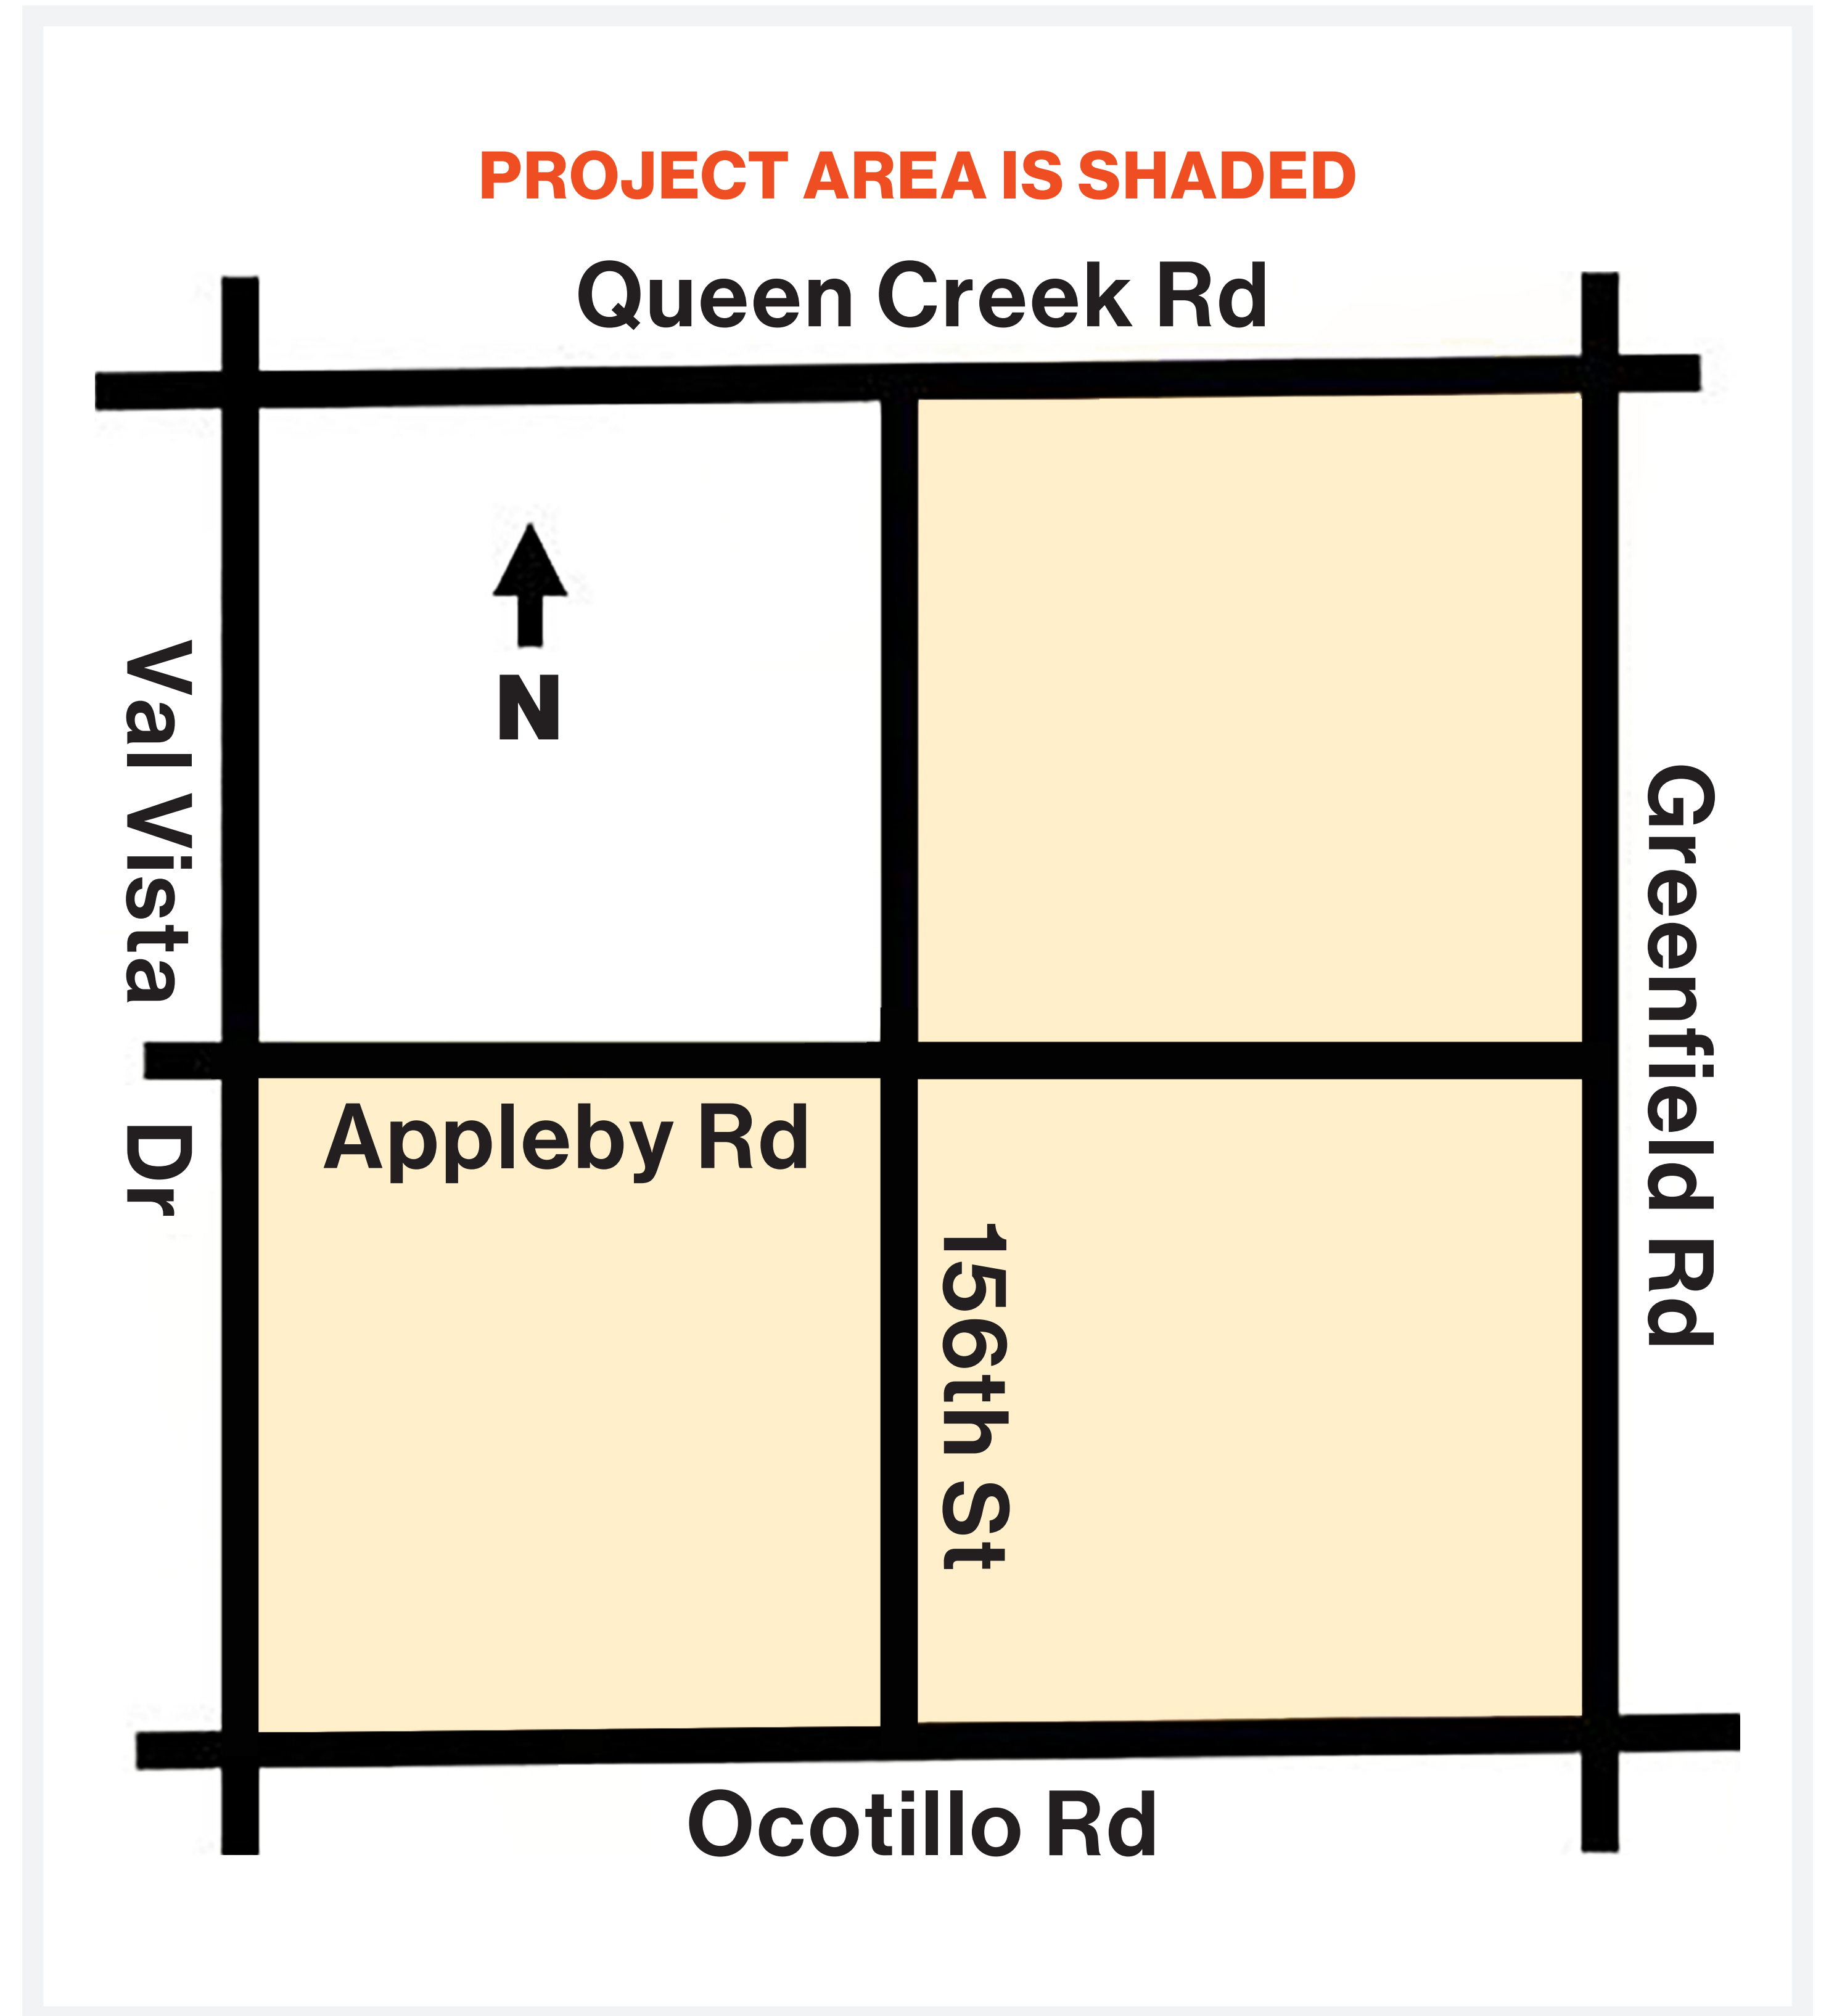 PROJECT AREA IS SHADED
Queen Creek Rd
N
Val Vista Dr
Greenfield Rd
Appleby Rd
156th St
Ocotillo Rd